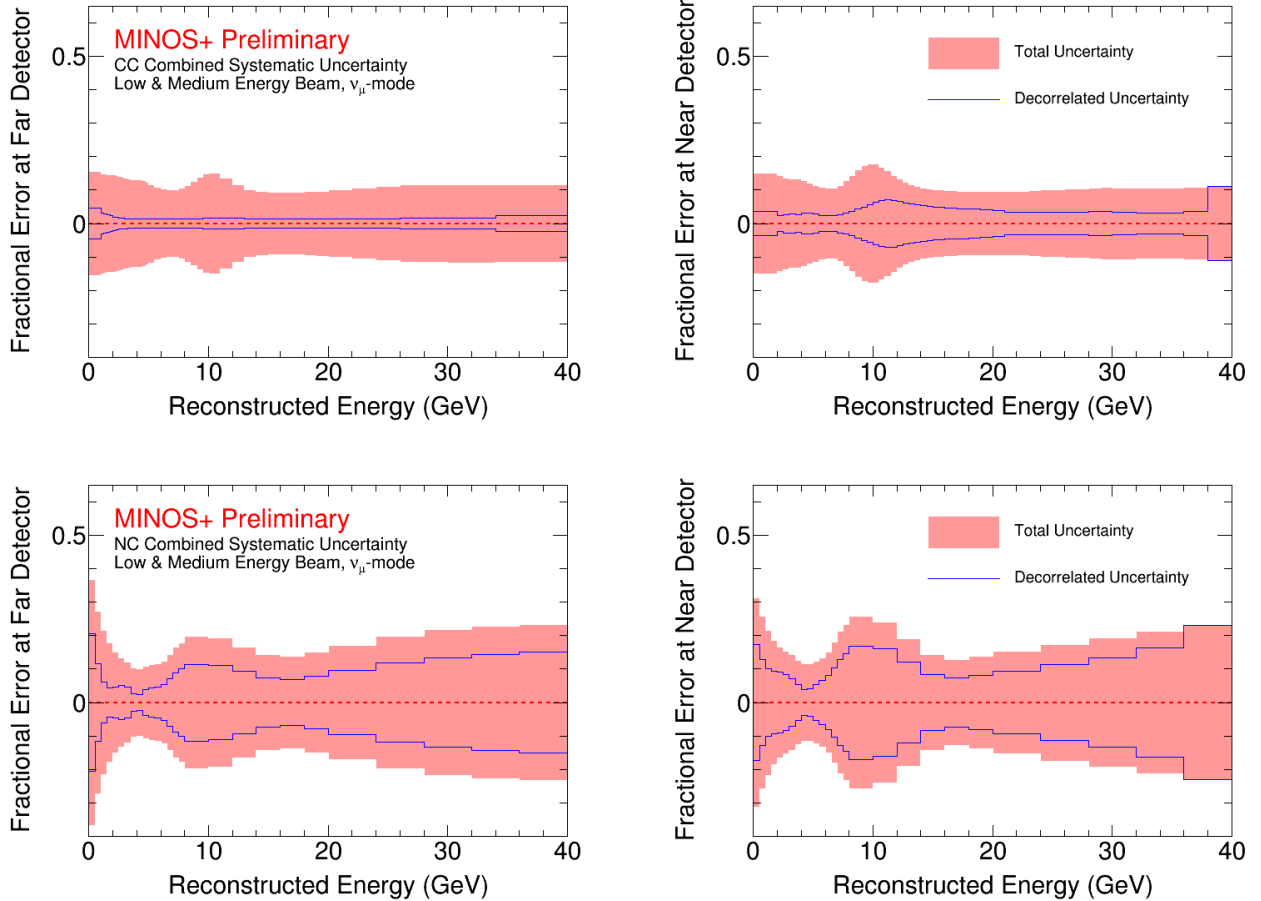 Fractional Error at Far Detector
0.5
0
MINOS+ Preliminary
CC Combined Systematic Uncertainty
Low & Medium Energy Beam, νμ-mode
0 10 20 30 40
Reconstructed Energy (GeV)
Fractional Error at Near Detector
0.5
0
Total Uncertainty
Decorrelated Uncertainty
0 10 20 30 40
Reconstructed Energy (GeV)
Fractional Error at Far Detector
0.5
0
MINOS+ Preliminary
NC Combined Systematic Uncertainty
Low & Medium Energy Beam, νμ-mode
0 10 20 30 40
Reconstructed Energy (GeV)
Fractional Error at Near Detector
0.5
0
Total Uncertainty
Decorrelated Uncertainty
0 10 20 30 40
Reconstructed Energy (GeV)